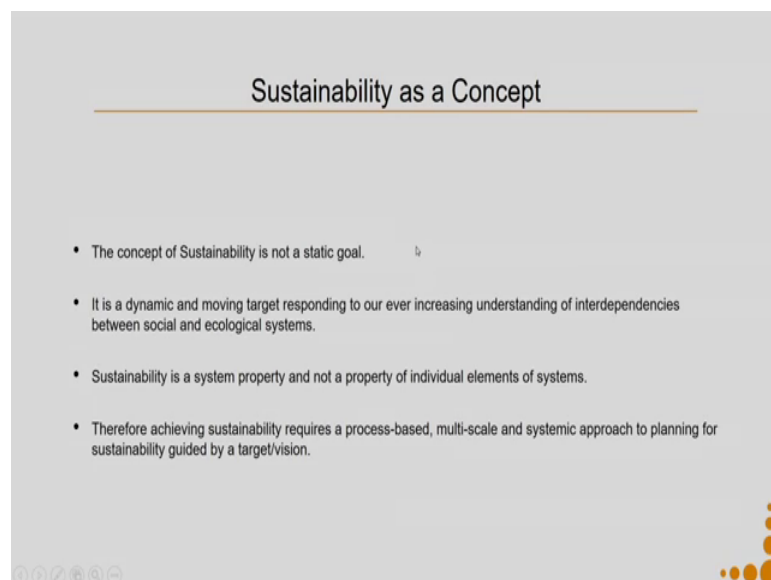 Sustainability as a Concept
• The concept of Sustainability is not a static goal.
• It is a dynamic and moving target responding to our ever increasing understanding of interdependencies
between social and ecological systems.
• Sustainability is a system property and not a property of individual elements of systems.
• Therefore achieving sustainability requires a process-based, multi-scale and systemic approach to planning for
sustainability guided by a target/vision.